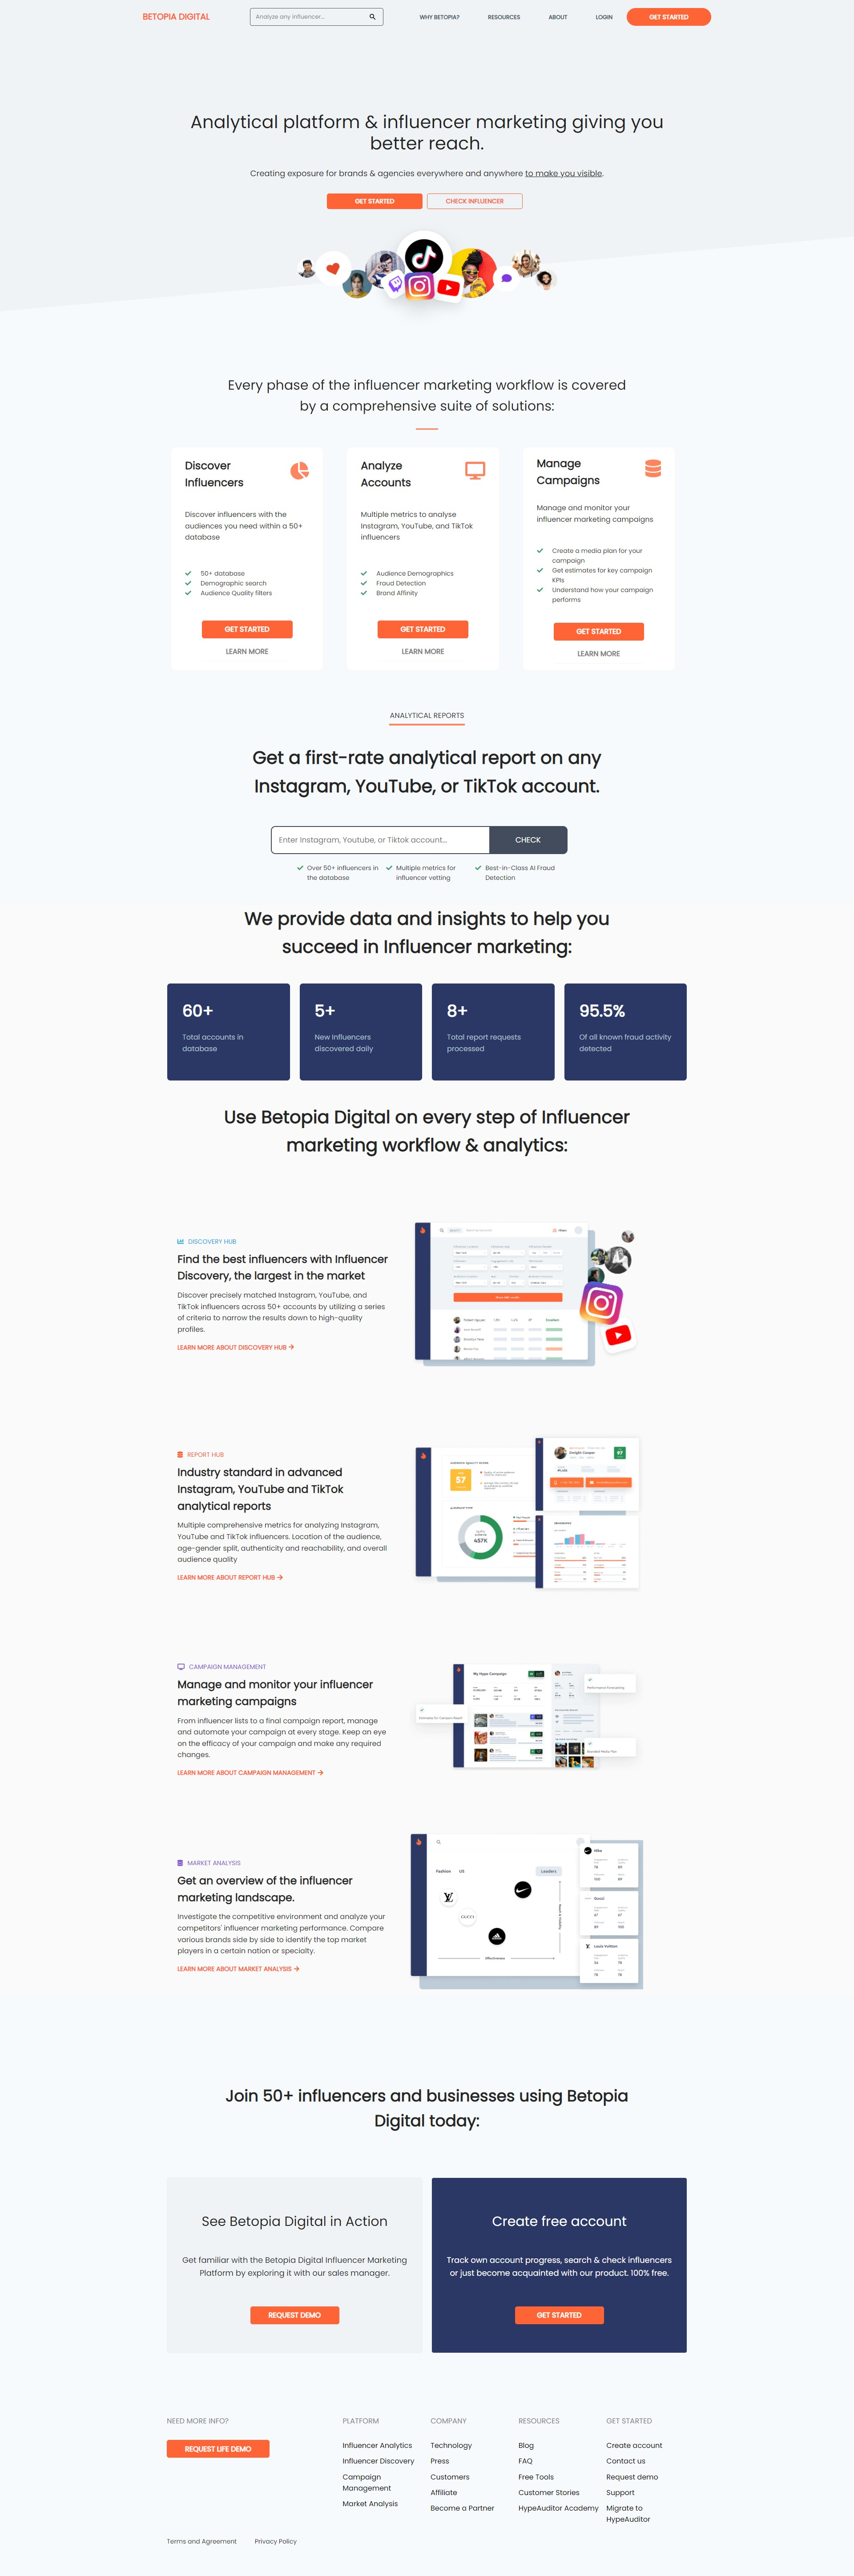 BETOPIA DIGITAL
Analyze any influencer...
WHY BETOPIA?
RESOURCES
ABOUT
LOGIN
GET STARTED
Analytical platform & influencer marketing giving you
better reach.
Creating exposure for brands & agencies everywhere and anywhere to make you visible.
GET STARTED
CHECK INFLUENCER
Every phase of the influencer marketing workflow is covered
by a comprehensive suite of solutions:
Discover
Influencers
Discover influencers with the
audiences you need within a 50+
database
50+ database
Demographic search
Audience Quality filters
GET STARTED
LEARN MORE
Analyze
Accounts
Multiple metrics to analyse
Instagram, YouTube, and TikTok
influencers
Audience Demographics
Fraud Detection
Brand Affinity
GET STARTED
LEARN MORE
Manage
Campaigns
Manage and monitor your
influencer marketing campaigns
Create a media plan for your
campaign
Get estimates for key campaign
KPIs
Understand how your campaign
performs
GET STARTED
LEARN MORE
ANALYTICAL REPORTS
Get a first-rate analytical report on any
Instagram, YouTube, or TikTok account.
Enter Instagram, Youtube, or Tiktok account...
CHECK
Over 50+ influencers in
the database
Multiple metrics for
influencer vetting
Best-in-Class AI Fraud
Detection
We provide data and insights to help you
succeed in Influencer marketing:
60+
Total accounts in
database
5+
New Influencers
discovered daily
8+
Total report requests
processed
95.5%
Of all known fraud activity
detected
Use Betopia Digital on every step of Influencer
marketing workflow & analytics:
DISCOVERY HUB
Find the best influencers with Influencer
Discovery, the largest in the market
Discover precisely matched Instagram, YouTube, and
TikTok influencers across 50+ accounts by utilizing a series
of criteria to narrow the results down to high-quality
profiles.
LEARN MORE ABOUT DISCOVERY HUB
REPORT HUB
Industry standard in advanced
Instagram, YouTube and TikTok
analytical reports
Multiple comprehensive metrics for analyzing Instagram,
YouTube and TikTok influencers. Location of the audience,
age-gender split, authenticity and reachability, and overall
audience quality
LEARN MORE ABOUT REPORT HUB
57
457K
97
CAMPAIGN MANAGEMENT
Manage and monitor your influencer
marketing campaigns
From influencer lists to a final campaign report, manage
and automate your campaign at every stage. Keep an eye
on the efficacy of your campaign and make any required
changes.
LEARN MORE ABOUT CAMPAIGN MANAGEMENT
My Hype Campaign
Performance Forecasting
Estimates for Campaign Reach
Branded Media Plan
MARKET ANALYSIS
Get an overview of the influencer
marketing landscape.
Investigate the competitive environment and analyze your
competitors' influencer marketing performance. Compare
various brands side by side to identify the top market
players in a certain nation or specialty.
LEARN MORE ABOUT MARKET ANALYSIS
Fashion
US
Leaders
GUCCI
Effectiveness
Nike
Gucci
Louis Vuitton
Join 50+ influencers and businesses using Betopia
Digital today:
See Betopia Digital in Action
Get familiar with the Betopia Digital Influencer Marketing
Platform by exploring it with our sales manager.
REQUEST DEMO
Create free account
Track own account progress, search & check influencers
or just become acquainted with our product. 100% free.
GET STARTED
NEED MORE INFO?
REQUEST LIFE DEMO
PLATFORM
Influencer Analytics
Influencer Discovery
Campaign
Management
Market Analysis
COMPANY
Technology
Press
Customers
Affiliate
Become a Partner
RESOURCES
Blog
FAQ
Free Tools
Customer Stories
HypeAuditor Academy
GET STARTED
Create account
Contact us
Request demo
Support
Migrate to
HypeAuditor
Terms and Agreement
Privacy Policy